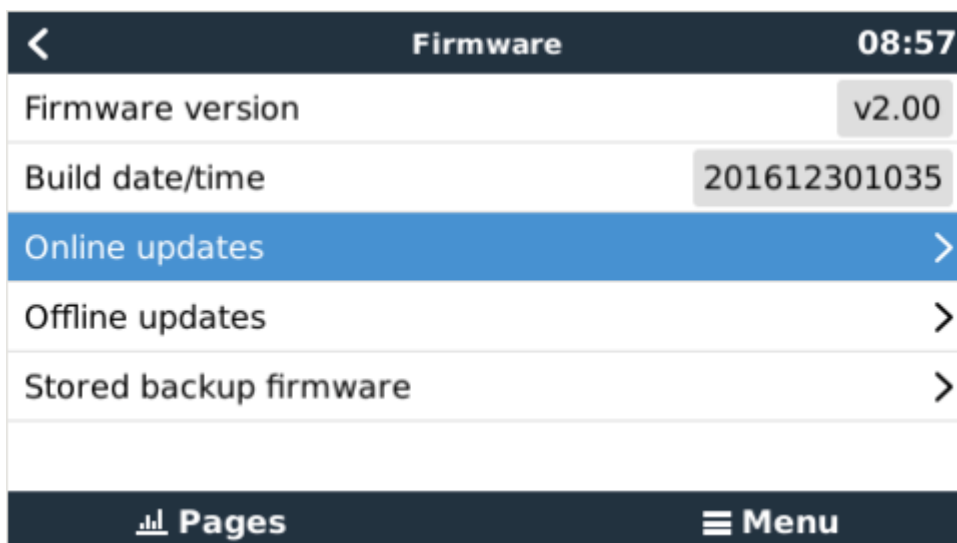 Firmware 08:57
Firmware version v2.00
Build date/time 201612301035
Online updates
Offline updates
Stored backup firmware
Pages Menu